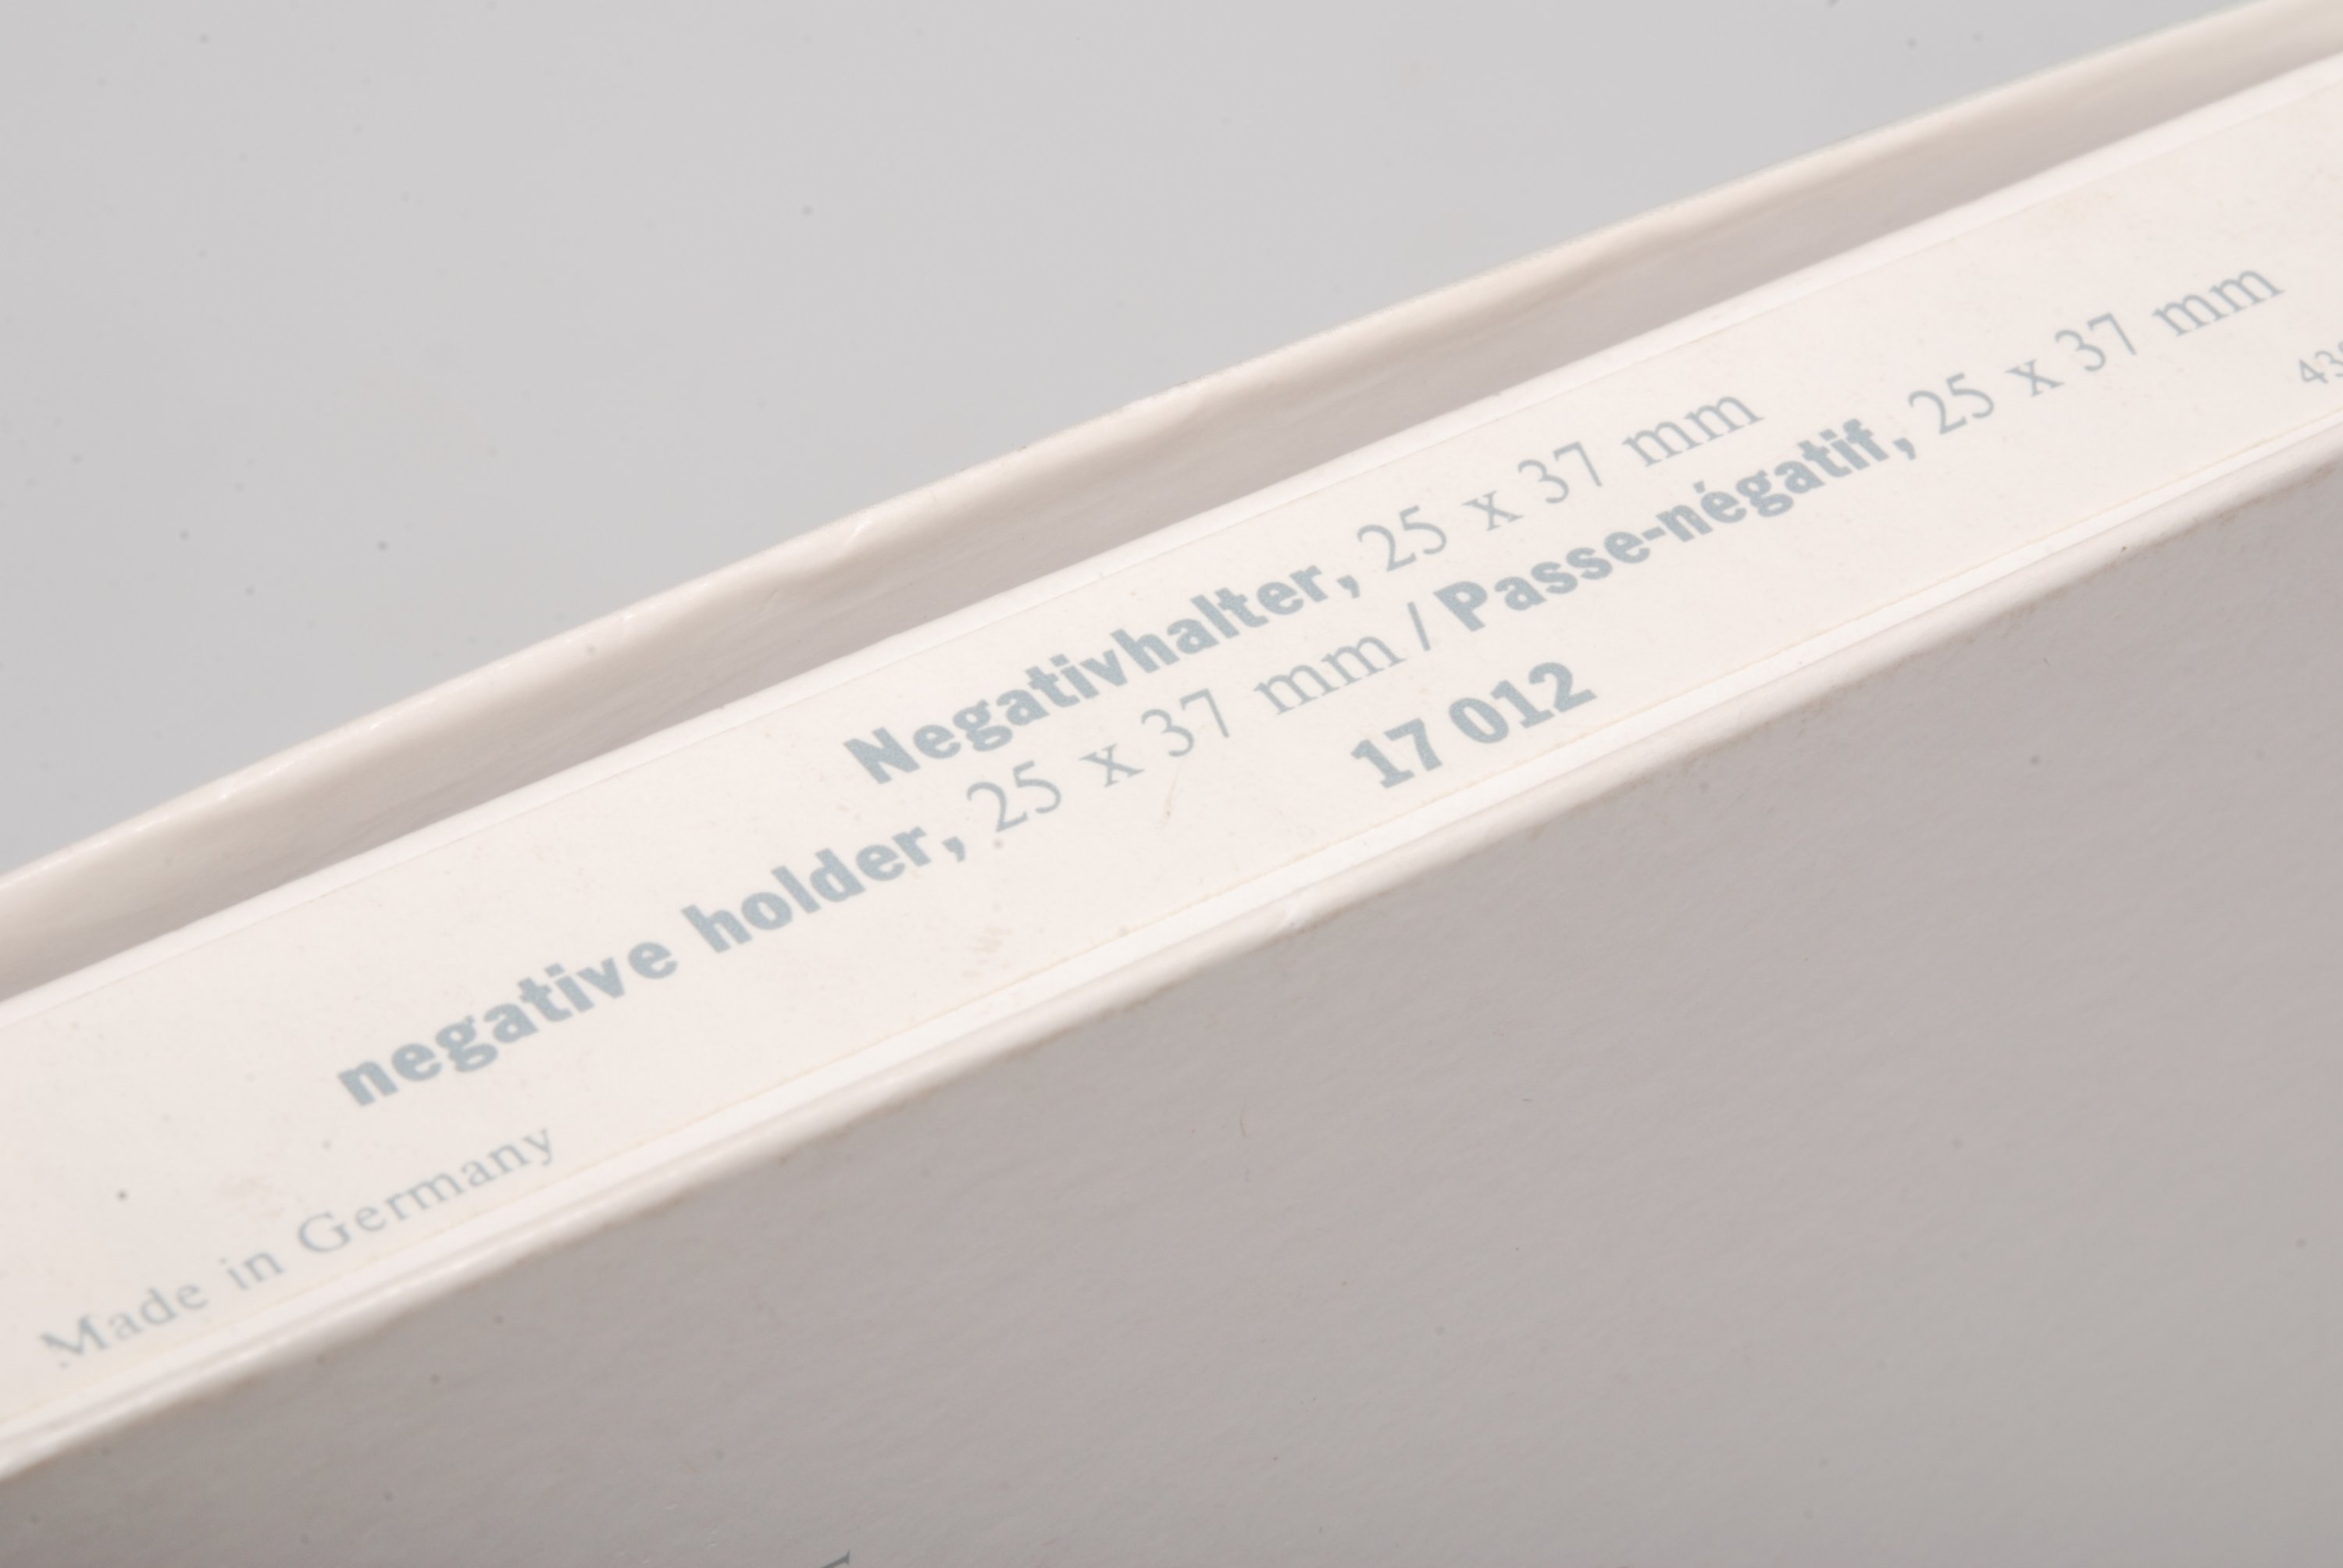 Negativhalter, 25 x 37 mm
negative holder, 25 x 37 mm / Passe-négatif, 25 x 37 mm
17 012
Made in Germany